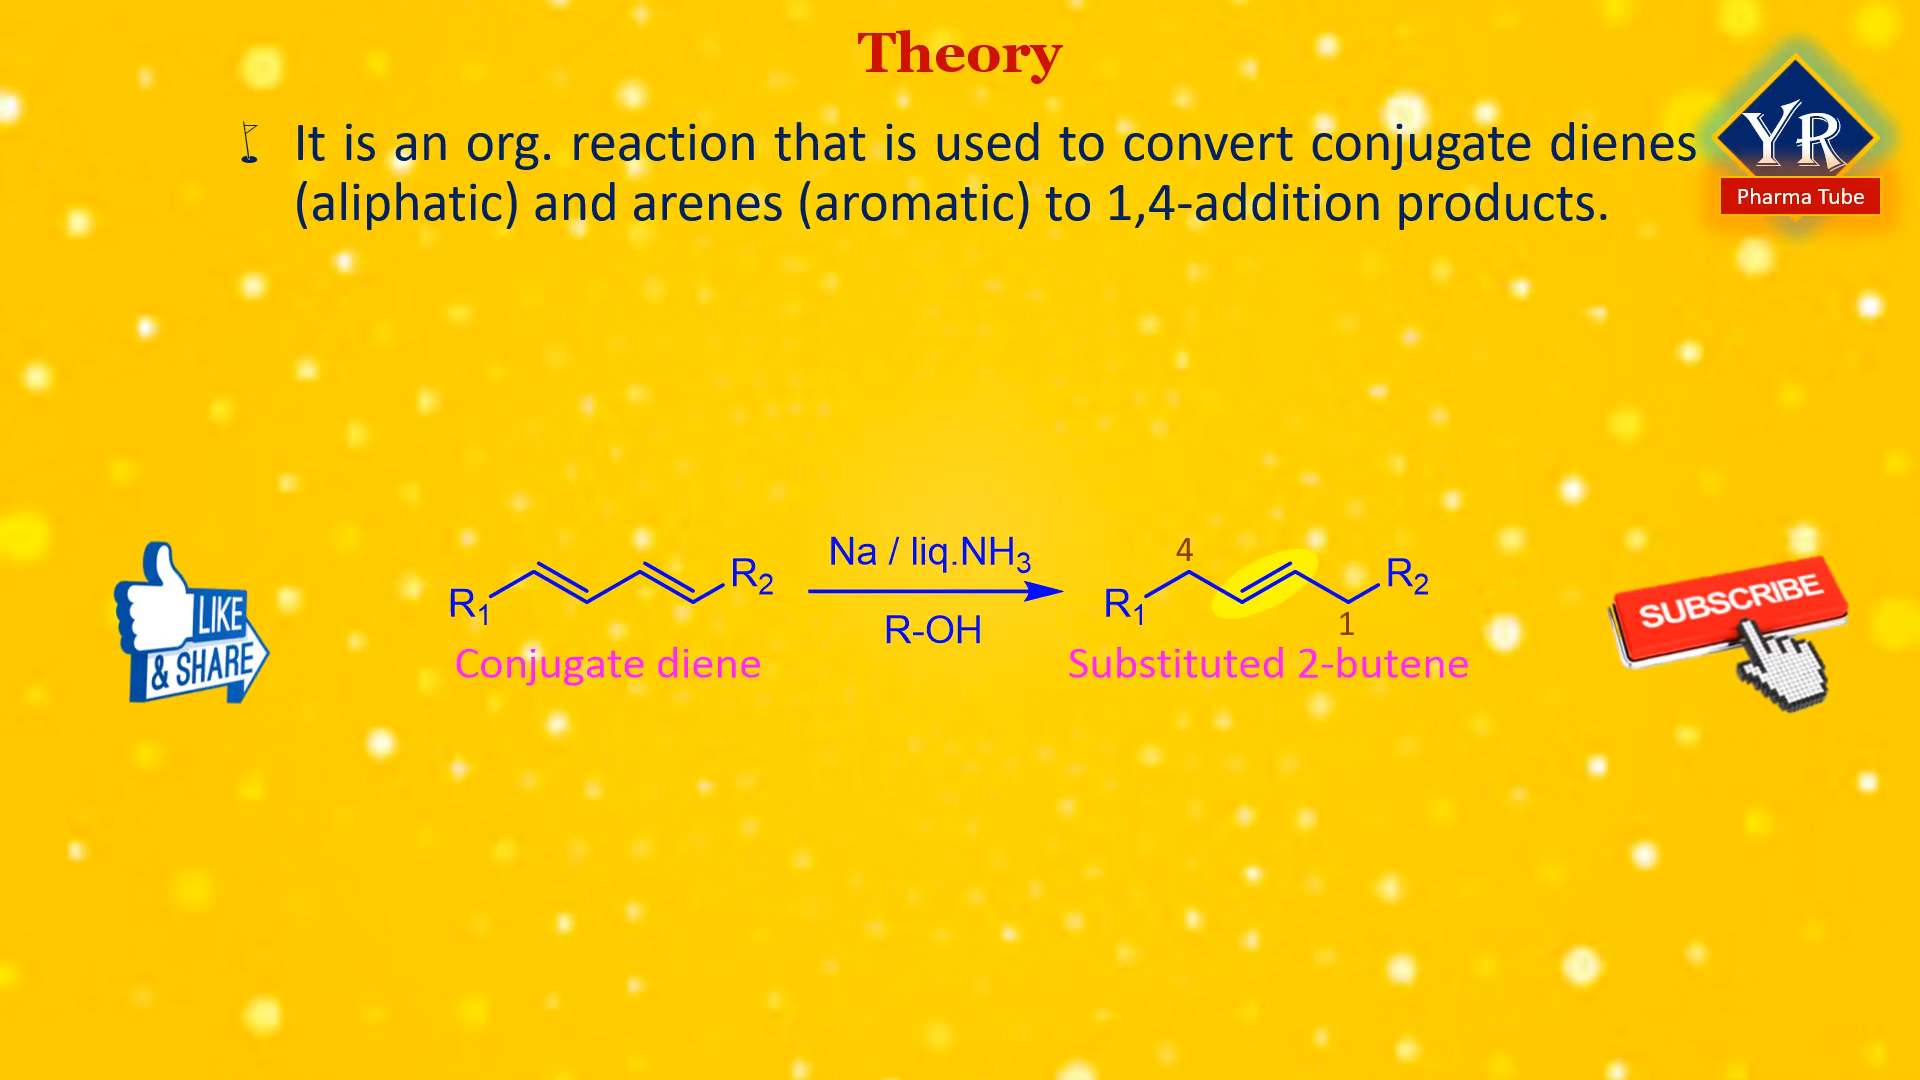 Theory
It is an org. reaction that is used to convert conjugate dienes
(aliphatic) and arenes (aromatic) to 1,4-addition products.
YR
Pharma Tube
Na / liq.NH₃
R-OH
R₁
R₂
Conjugate diene
4
R₁
R₂
1
Substituted 2-butene
LIKE
& SHARE
SUBSCRIBE